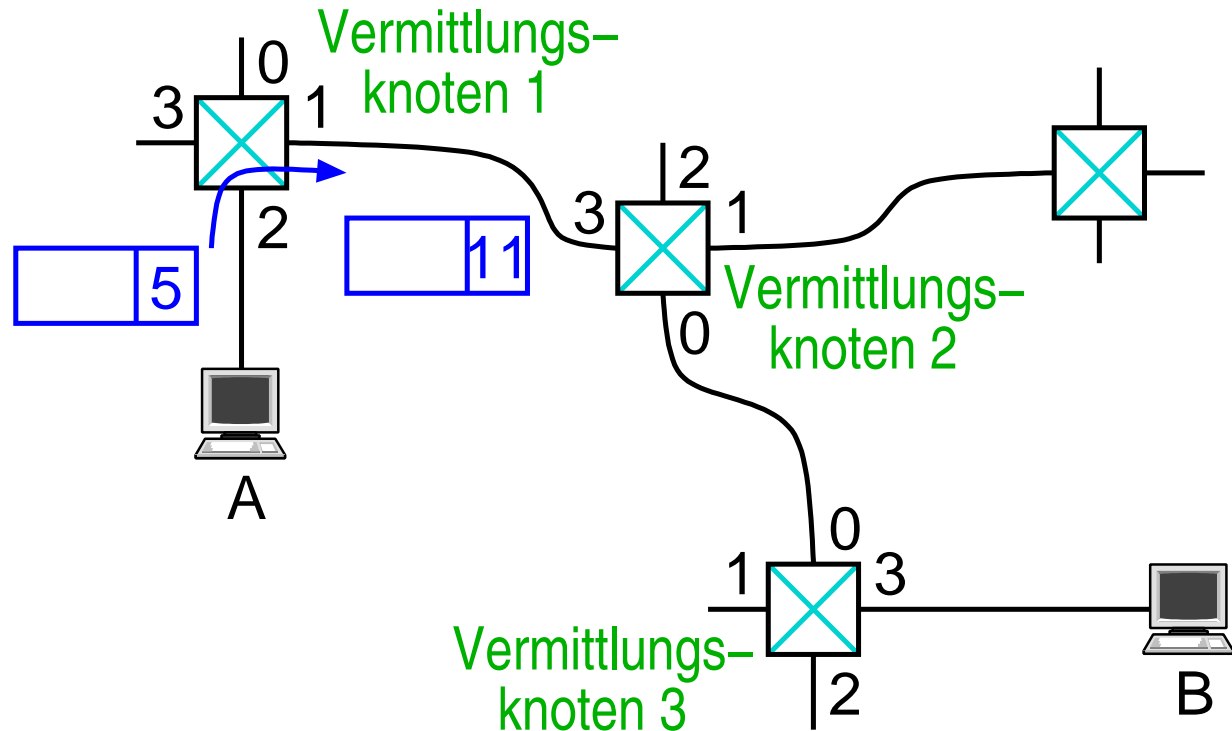 Vermittlungs–
knoten 1
0
3
1
2
5
11
A
2
3
1
0
Vermittlungs–
knoten 2
0
1
3
2
Vermittlungs–
knoten 3
B